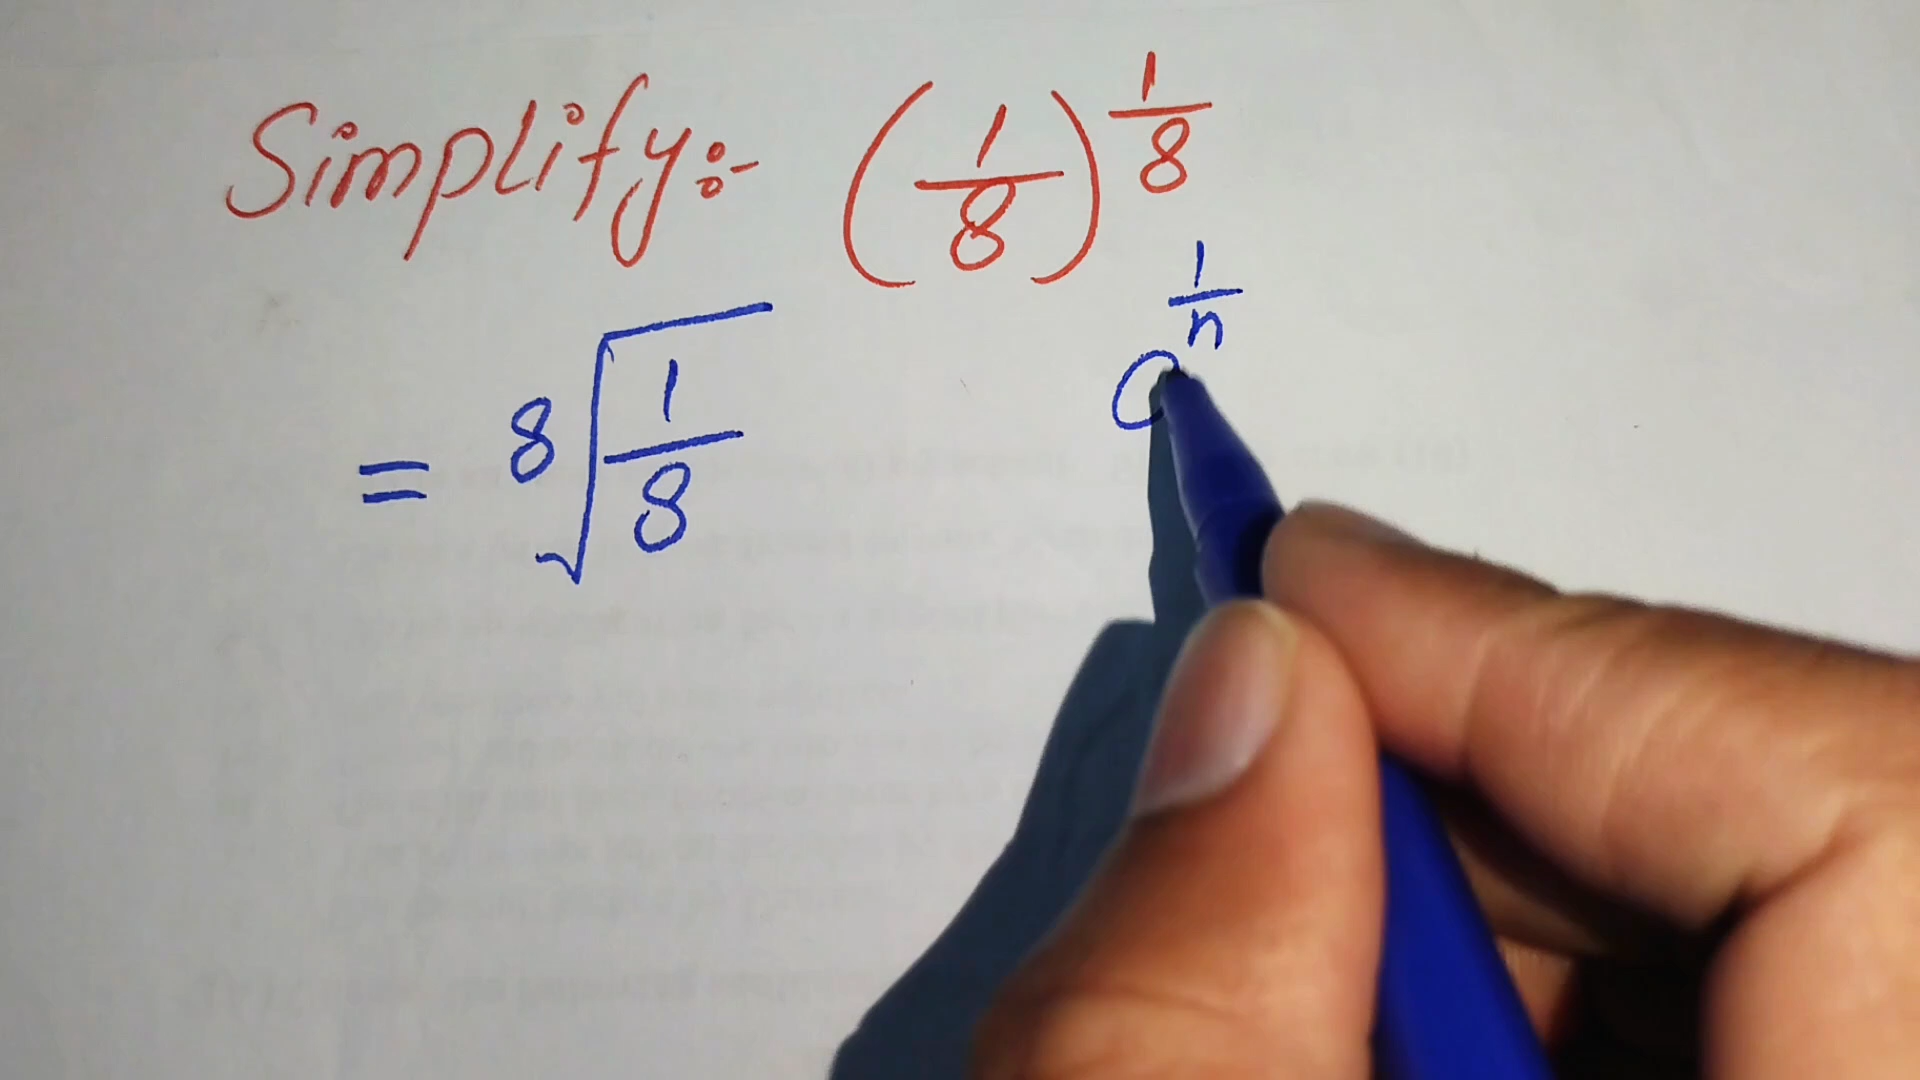 Simplify:- (1/8)^(1/8)
= ⁸√(1/8)
a^(1/n)